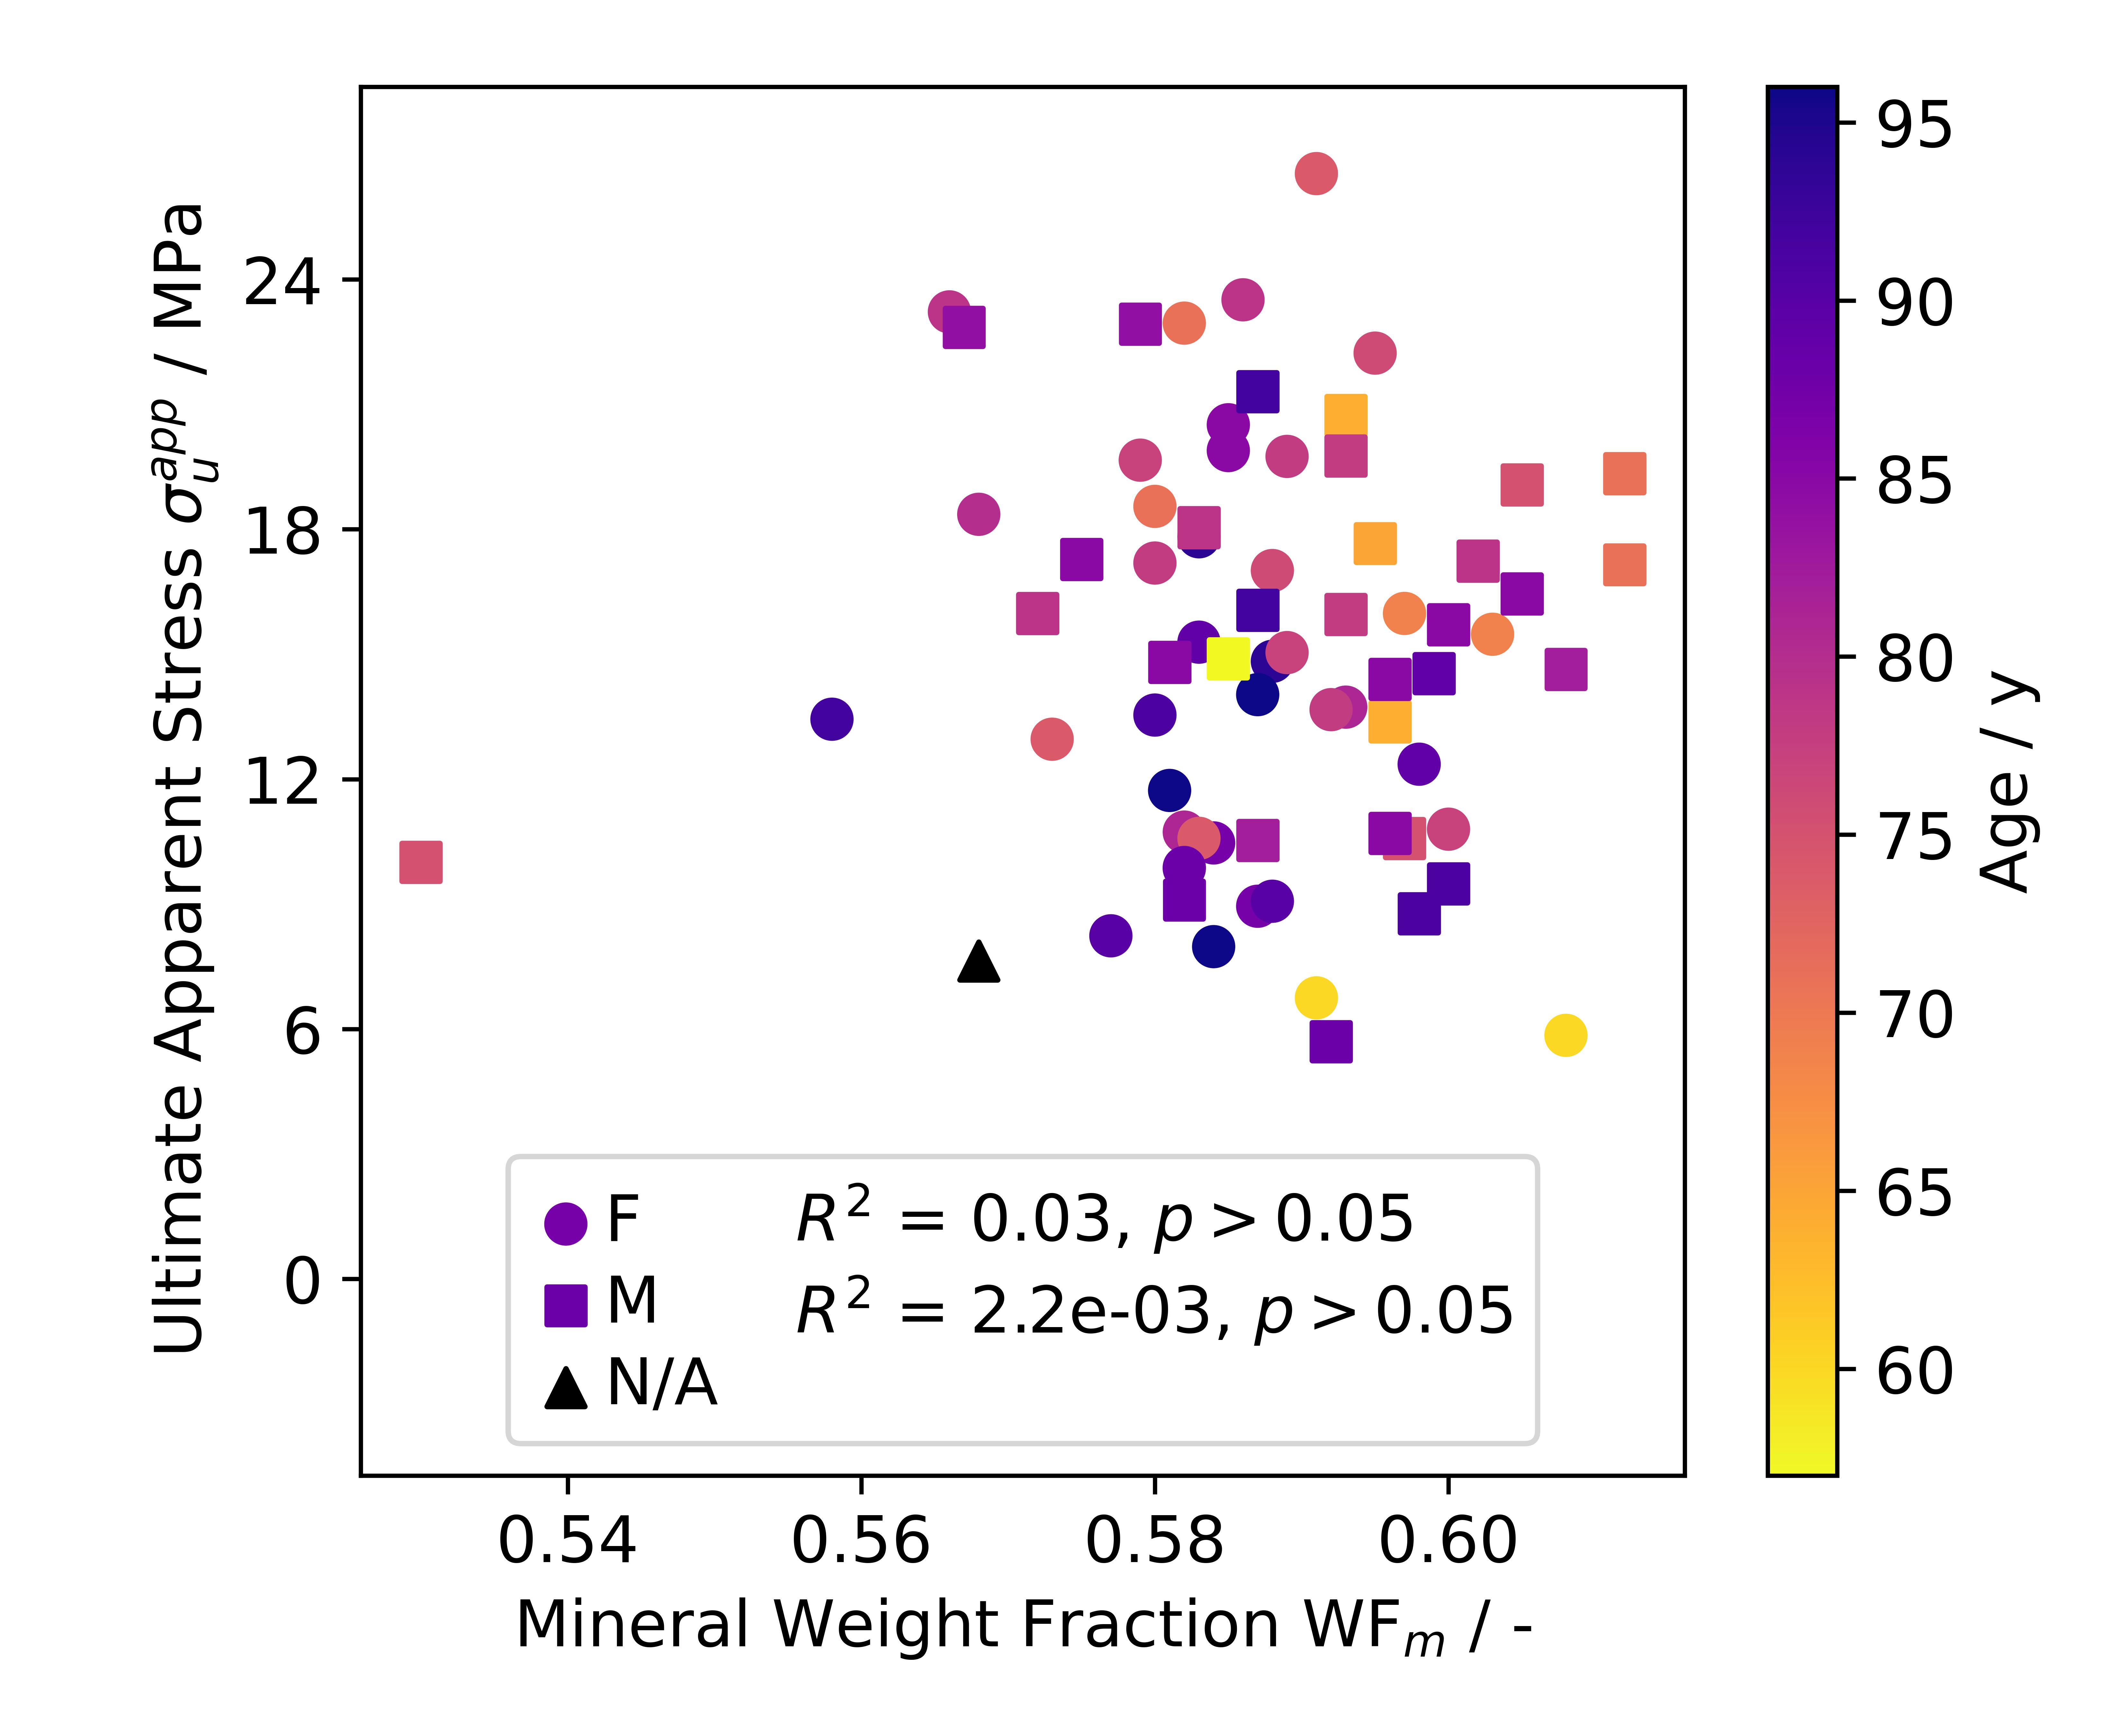 Ultimate Apparent Stress σ_u^app / MPa
24
18
12
6
0
F R² = 0.03, p > 0.05
M R² = 2.2e-03, p > 0.05
N/A
0.54 0.56 0.58 0.60
Mineral Weight Fraction WF_m / -
95
90
85
80
75
70
65
60
Age / y